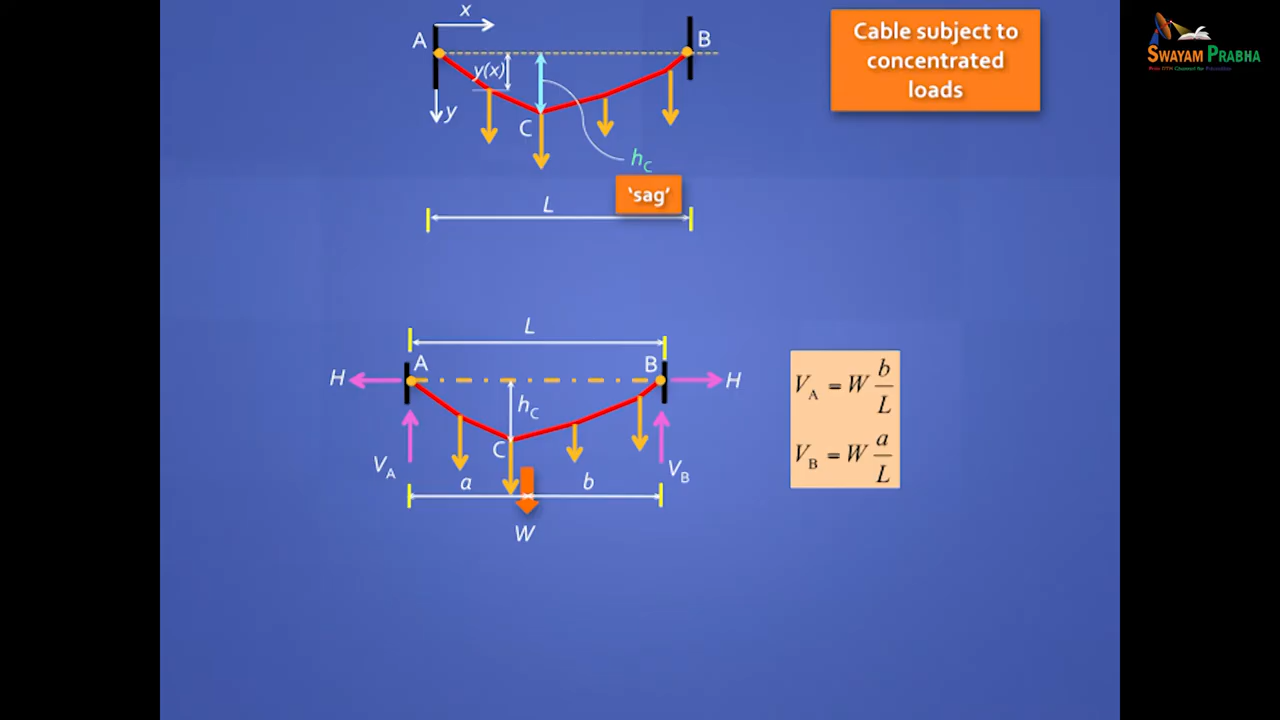 x
A
B
y(x)
y
C
h_C
'sag'
L
Cable subject to
concentrated
loads
SWAYAM PRABHA
L
A
B
H
H
h_C
C
V_A
V_B
a
b
W
V_A = W b/L
V_B = W a/L